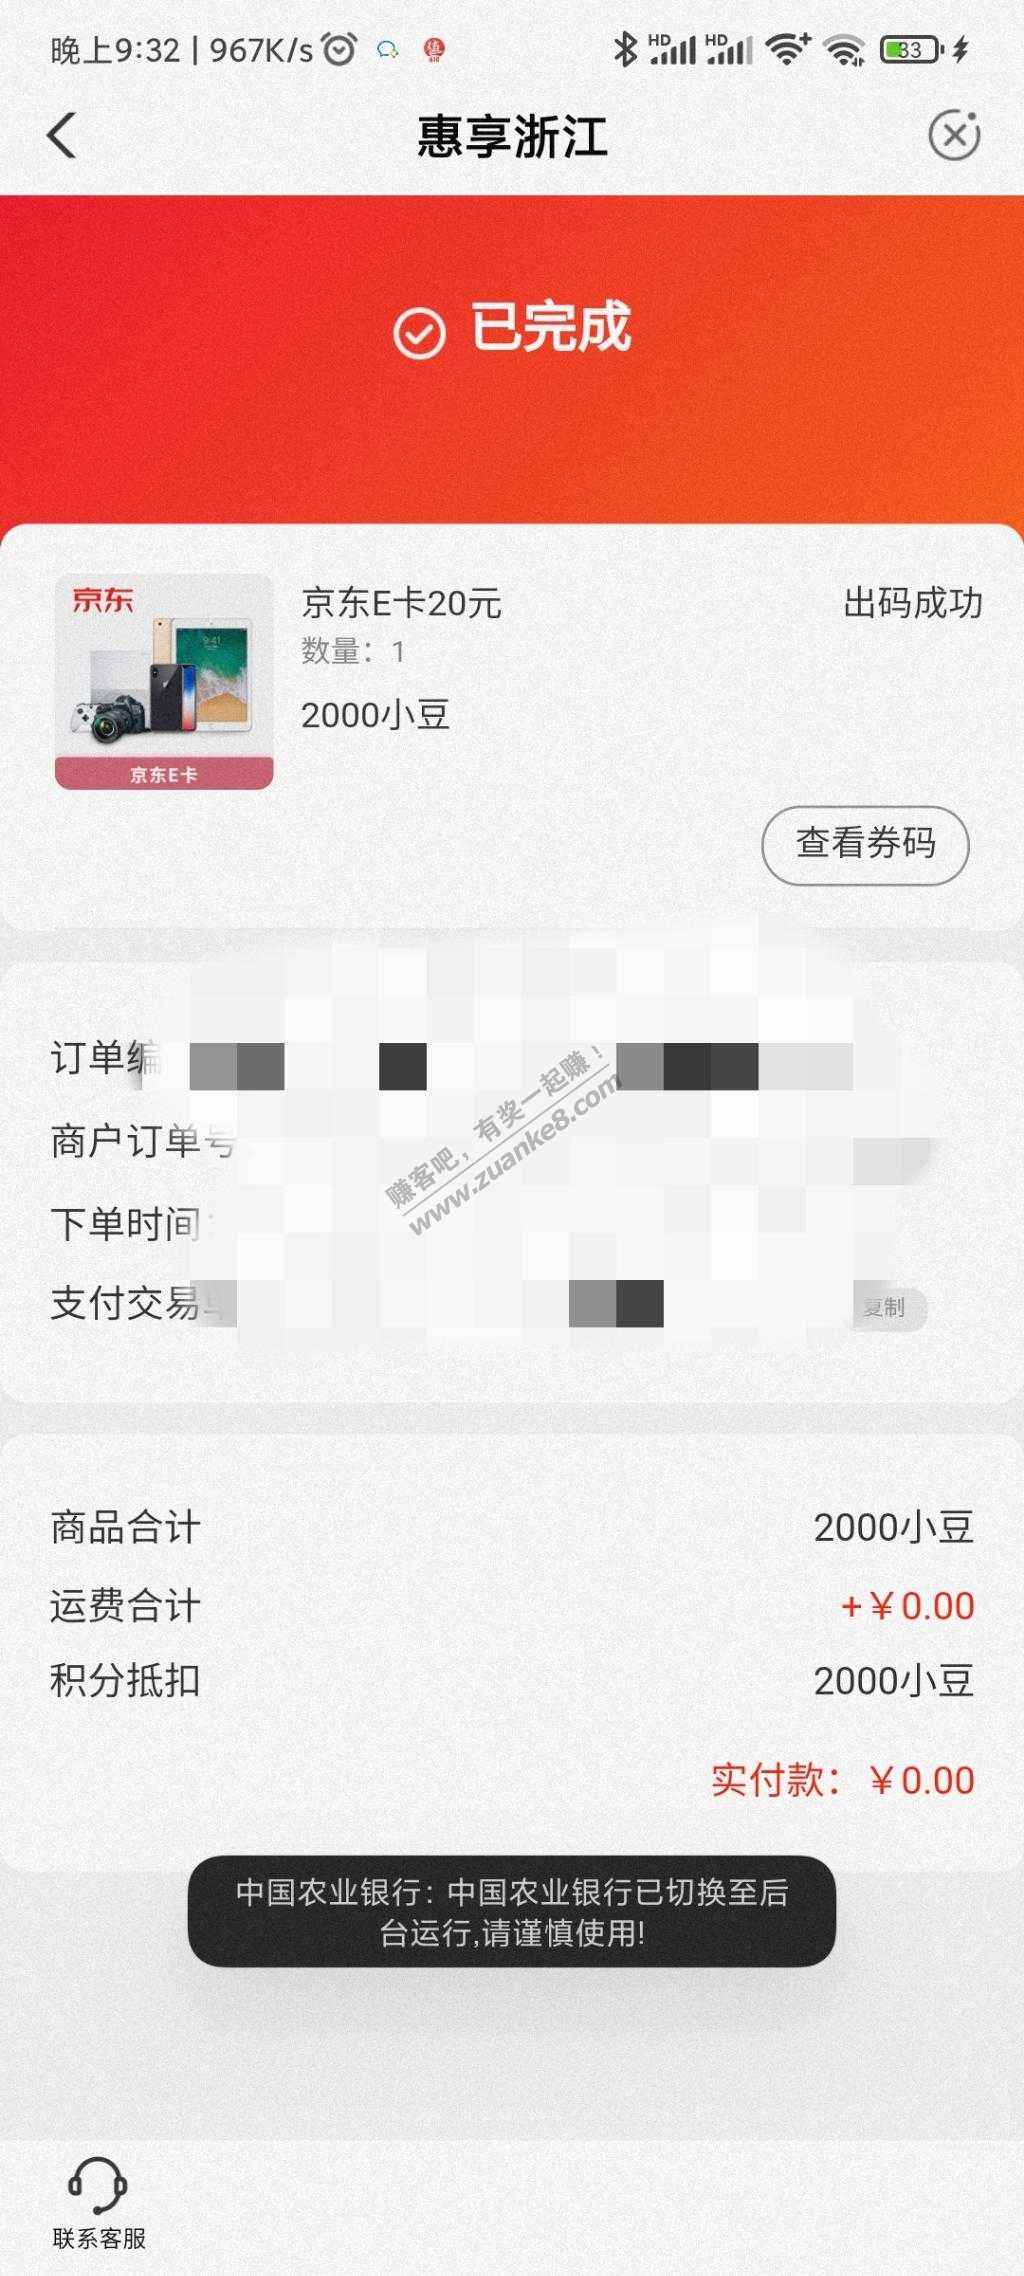 晚上9:32 | 967K/s
HD HD 33
惠享浙江
已完成
京东
9:41
京东E卡
京东E卡20元
出码成功
数量：1
2000小豆
查看券码
订单编
商户订单号
下单时间:
支付交易单
复制
赚客吧，有奖一起赚！
www.zuanke8.com
商品合计 2000小豆
运费合计 +￥0.00
积分抵扣 2000小豆
实付款：￥0.00
中国农业银行：中国农业银行已切换至后
台运行,请谨慎使用!
联系客服